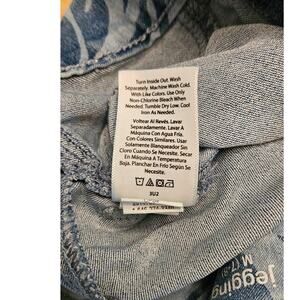 Turn Inside Out. Wash
Separately. Machine Wash Cold.
With Like Colors. Use Only
Non-Chlorine Bleach When
Needed. Tumble Dry Low. Cool
Iron As Needed.
Voltear Al Revés. Lavar
Separadamente. Lavar A
Máquina Con Agua Fría.
Con Colores Similares. Usar
Solamente Blanqueador Sin
Cloro Cuando Se Necesite. Secar
En Máquina A Temperatura
Baja. Planchar En Frío Según Se
Necesite.
3U2
jegging
M (7-8)